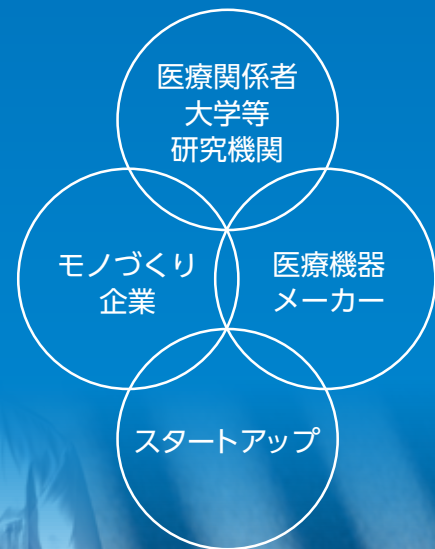 医療関係者
大学等
研究機関
モノづくり
企業
医療機器
メーカー
スタートアップ